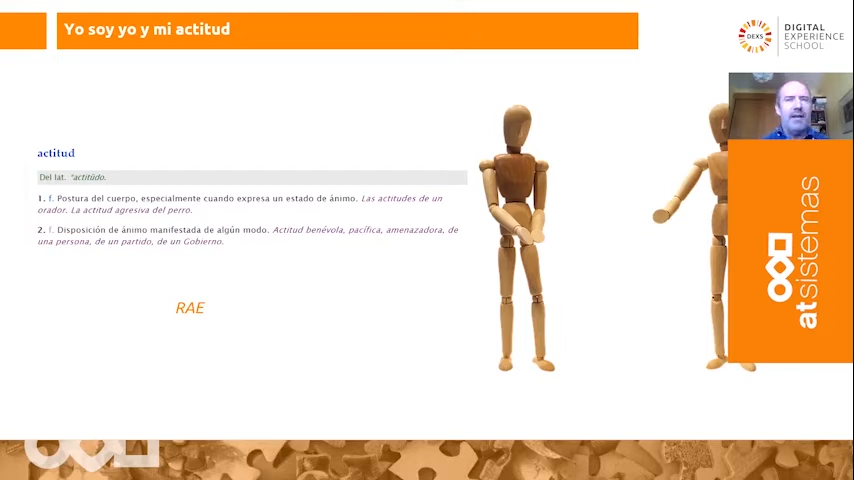 Yo soy yo y mi actitud
DEXS
DIGITAL
EXPERIENCE
SCHOOL
actitud
Del lat. *actitūdo.
1. f. Postura del cuerpo, especialmente cuando expresa un estado de ánimo. Las actitudes de un
orador. La actitud agresiva del perro.
2. f. Disposición de ánimo manifestada de algún modo. Actitud benévola, pacífica, amenazadora, de
una persona, de un partido, de un Gobierno.
RAE
atsistemas